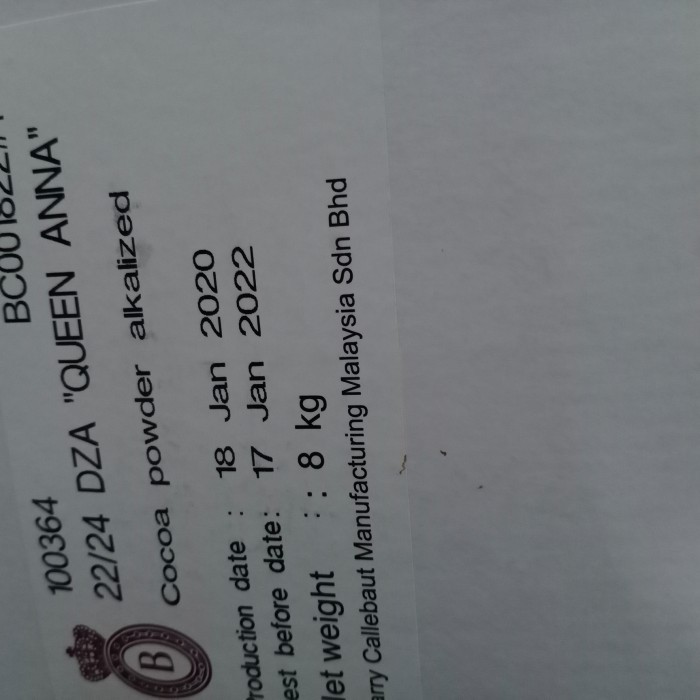 100364
22/24 DZA "QUEEN ANNA"
Cocoa powder alkalized
B
roduction date : 18 Jan 2020
est before date: 17 Jan 2022
et weight : : 8 kg
arry Callebaut Manufacturing Malaysia Sdn Bhd